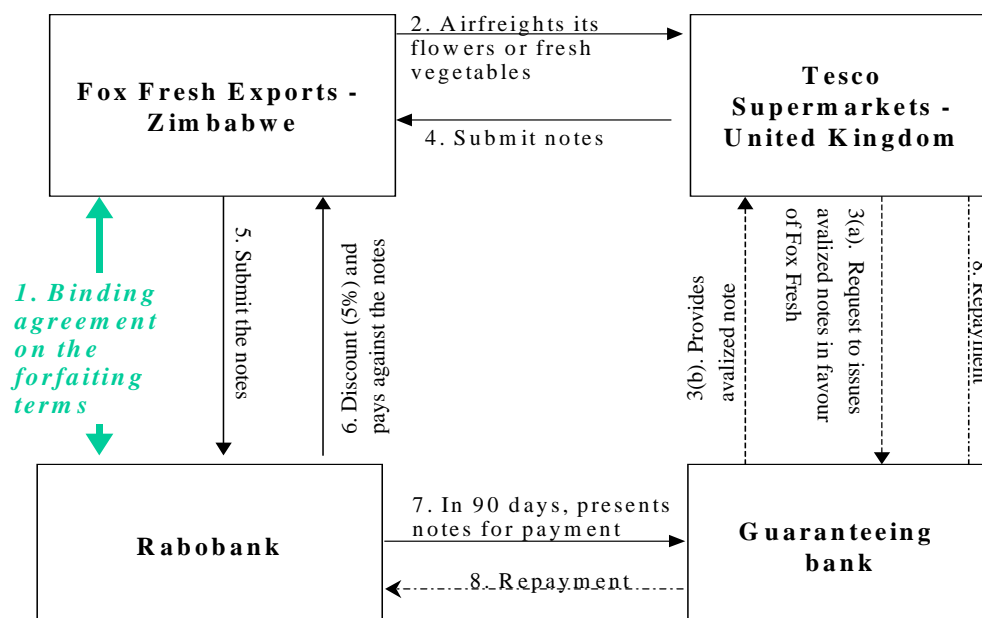 2. Airfreights its
flowers or fresh
vegetables
Fox Fresh Exports -
Zimbabwe
Tesco
Supermarkets -
United Kingdom
4. Submit notes
1. Binding
agreement
on the
forfaiting
terms
5. Submit
the notes
6. Discount (5%) and
pays against the notes
3(b). Provides
avalized note
3(a). Request to issues
avalized notes in favour
of Fox Fresh
8. Repayment
Rabobank
7. In 90 days, presents
notes for payment
8. Repayment
Guaranteeing
bank